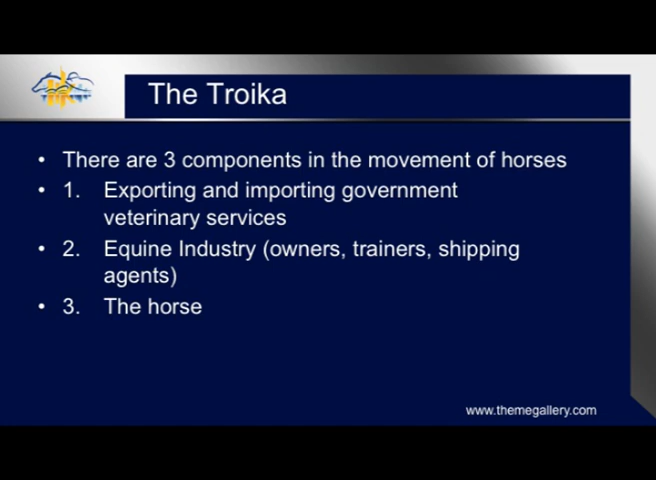 The Troika
• There are 3 components in the movement of horses
• 1. Exporting and importing government
veterinary services
• 2. Equine Industry (owners, trainers, shipping
agents)
• 3. The horse
www.themegallery.com